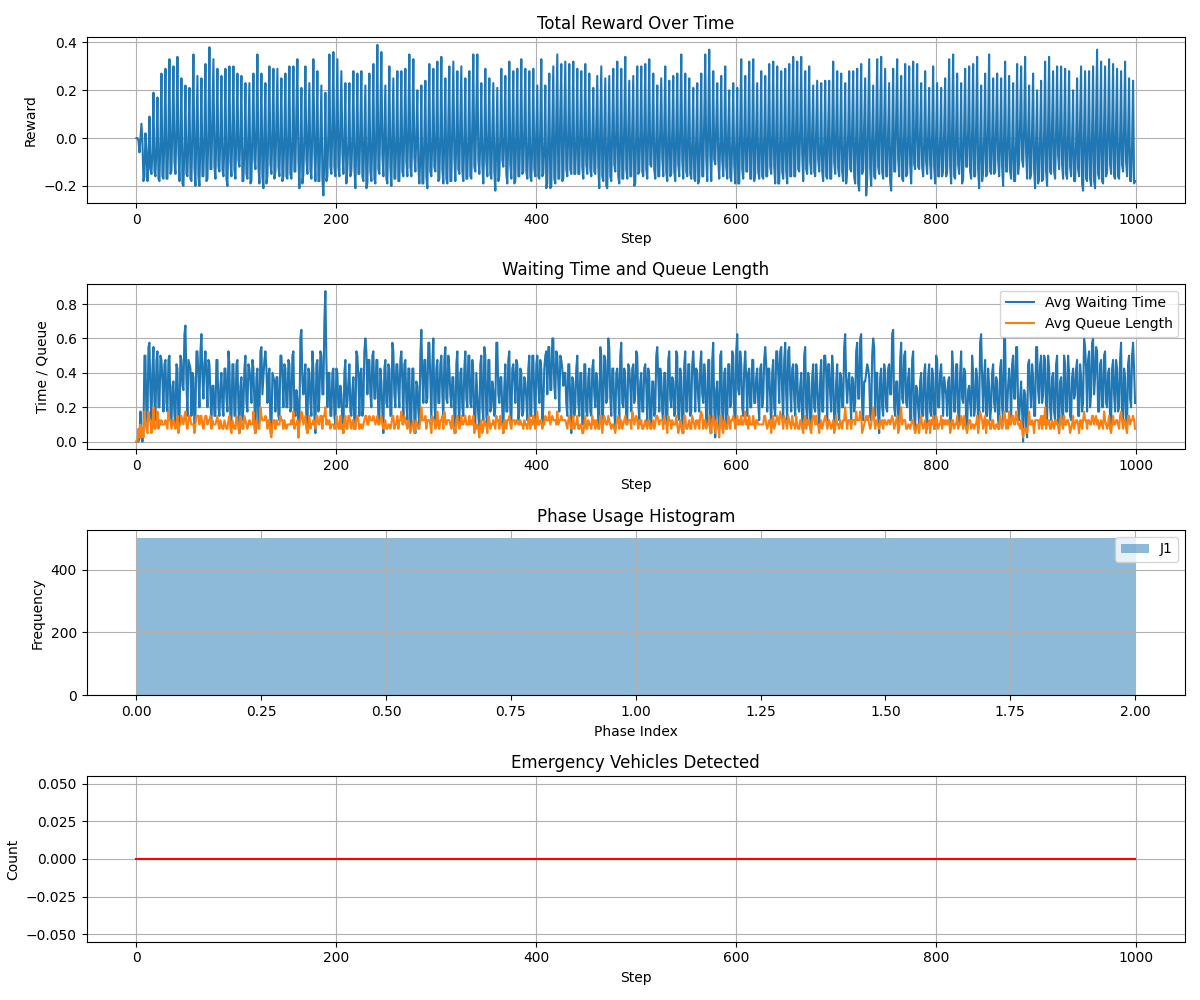 Total Reward Over Time
0.4
0.2
0.0
−0.2
Reward
0 200 400 600 800 1000
Step
Waiting Time and Queue Length
0.8
0.6
0.4
0.2
0.0
Time / Queue
Avg Waiting Time
Avg Queue Length
0 200 400 600 800 1000
Step
Phase Usage Histogram
400
200
0
Frequency
J1
0.00 0.25 0.50 0.75 1.00 1.25 1.50 1.75 2.00
Phase Index
Emergency Vehicles Detected
0.050
0.025
0.000
−0.025
−0.050
Count
0 200 400 600 800 1000
Step